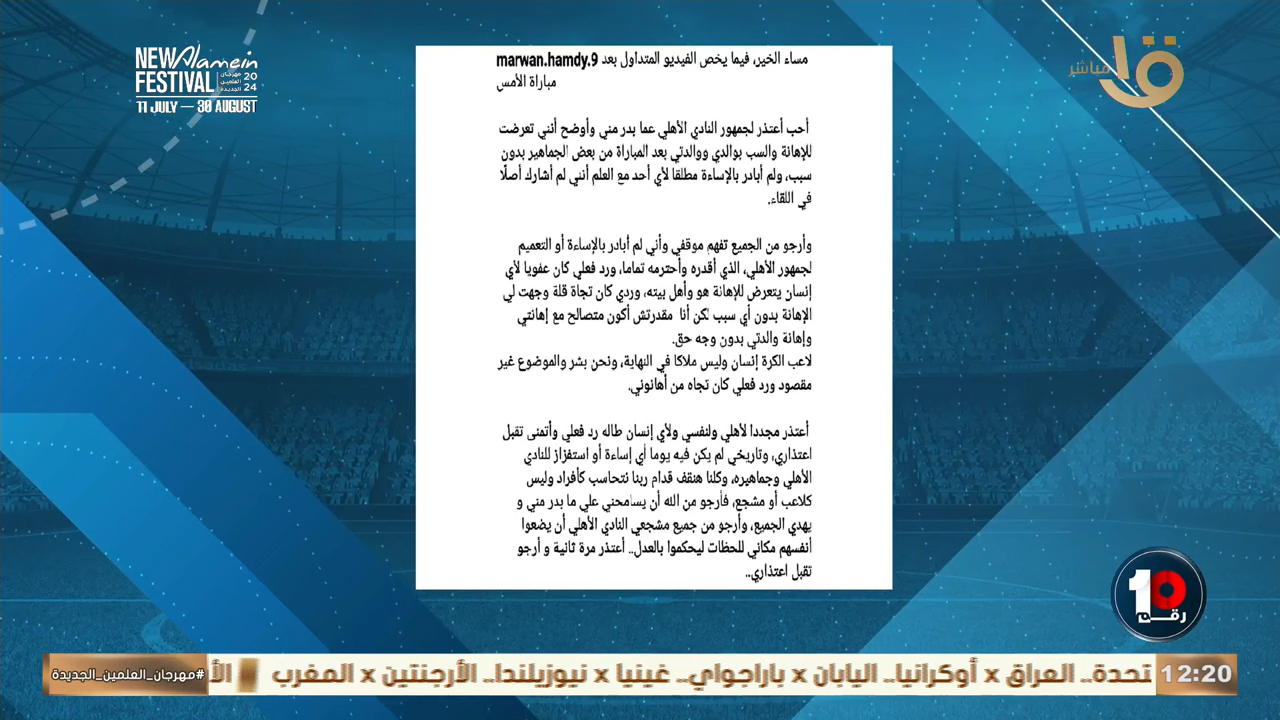 NEW Alamein
FESTIVAL
مهرجان
العلمين
الجديدة
20
24
11 JULY — 30 AUGUST
مباشر
marwan.hamdy.9 مساء الخير، فيما يخص الفيديو المتداول بعد
مباراة الأمس
أحب أعتذر لجمهور النادي الأهلي عما بدر مني وأوضح أنني تعرضت
للإهانة والسب بوالدي ووالدتي بعد المباراة من بعض الجماهير بدون
سبب، ولم أبادر بالإساءة مطلقا لأي أحد مع العلم أنني لم أشارك أصلًا
في اللقاء.
وأرجو من الجميع تفهم موقفي وأني لم أبادر بالإساءة أو التعميم
لجمهور الأهلي، الذي أقدره وأحترمه تماما، ورد فعلي كان عفويا لأي
إنسان يتعرض للإهانة هو وأهل بيته، وردي كان تجاة قلة وجهت لي
الإهانة بدون أي سبب لكن أنا مقدرتش أكون متصالح مع إهانتي
وإهانة والدتي بدون وجه حق.
لاعب الكرة إنسان وليس ملاكا في النهاية، ونحن بشر والموضوع غير
مقصود ورد فعلي كان تجاه من أهانوني.
أعتذر مجددا لأهلي ولنفسي ولأي إنسان طاله رد فعلي وأتمنى تقبل
اعتذاري، وتاريخي لم يكن فيه يوما أي إساءة أو استفزاز للنادي
الأهلي وجماهيره، وكلنا هنقف قدام ربنا نتحاسب كأفراد وليس
كلاعب أو مشجع، فأرجو من الله أن يسامحني علي ما بدر مني و
يهدي الجميع، وأرجو من جميع مشجعي النادي الأهلي أن يضعوا
أنفسهم مكاني للحظات ليحكموا بالعدل.. أعتذر مرة ثانية و أرجو
تقبل اعتذاري..
رقم 10
12:20 تحدة.. العراق x أوكرانيا.. اليابان x باراجواي.. غينيا x نيوزيلندا.. الأرجنتين x المغرب
#مهرجان_العلمين_الجديدة